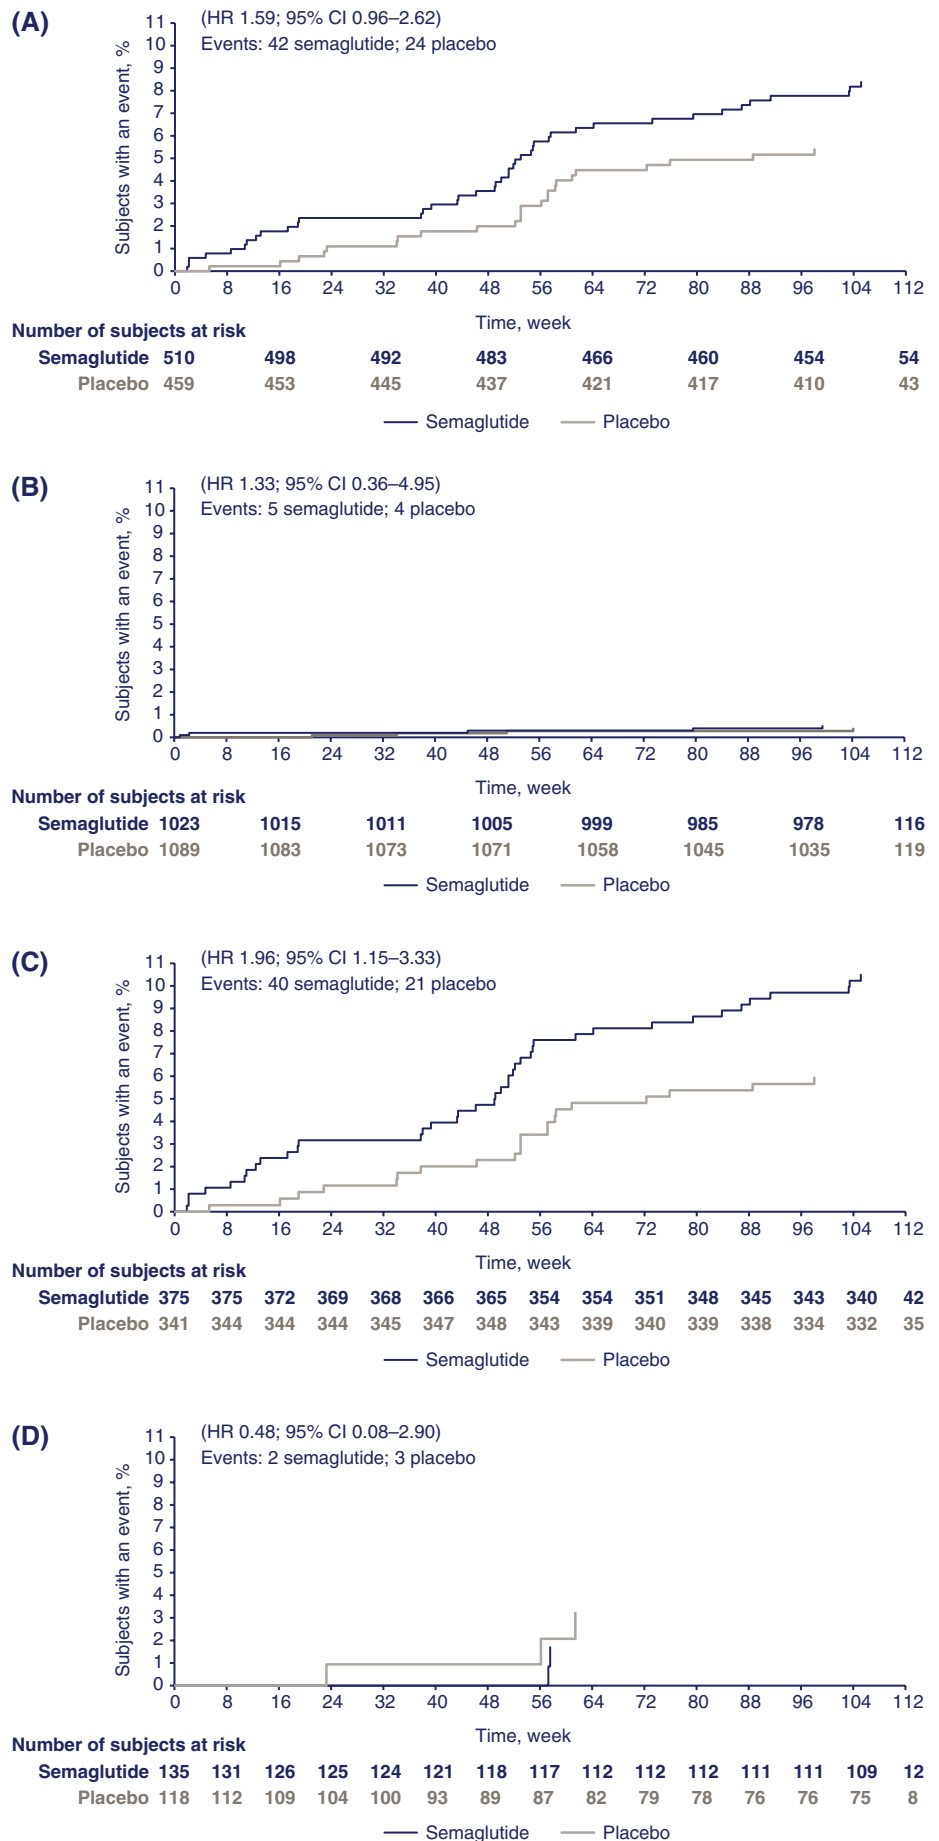 (A)
(HR 1.59; 95% CI 0.96–2.62)
Events: 42 semaglutide; 24 placebo
Subjects with an event, %
11
10
9
8
7
6
5
4
3
2
1
0
0 8 16 24 32 40 48 56 64 72 80 88 96 104 112
Time, week
Number of subjects at risk
Semaglutide 510 498 492 483 466 460 454 54
Placebo 459 453 445 437 421 417 410 43
Semaglutide Placebo
(B)
(HR 1.33; 95% CI 0.36–4.95)
Events: 5 semaglutide; 4 placebo
Subjects with an event, %
11
10
9
8
7
6
5
4
3
2
1
0
0 8 16 24 32 40 48 56 64 72 80 88 96 104 112
Time, week
Number of subjects at risk
Semaglutide 1023 1015 1011 1005 999 985 978 116
Placebo 1089 1083 1073 1071 1058 1045 1035 119
Semaglutide Placebo
(C)
(HR 1.96; 95% CI 1.15–3.33)
Events: 40 semaglutide; 21 placebo
Subjects with an event, %
11
10
9
8
7
6
5
4
3
2
1
0
0 8 16 24 32 40 48 56 64 72 80 88 96 104 112
Time, week
Number of subjects at risk
Semaglutide 375 375 372 369 368 366 365 354 354 351 348 345 343 340 42
Placebo 341 344 344 344 345 347 348 343 339 340 339 338 334 332 35
Semaglutide Placebo
(D)
(HR 0.48; 95% CI 0.08–2.90)
Events: 2 semaglutide; 3 placebo
Subjects with an event, %
11
10
9
8
7
6
5
4
3
2
1
0
0 8 16 24 32 40 48 56 64 72 80 88 96 104 112
Time, week
Number of subjects at risk
Semaglutide 135 131 126 125 124 121 118 117 112 112 112 111 111 109 12
Placebo 118 112 109 104 100 93 89 87 82 79 78 76 76 75 8
Semaglutide Placebo